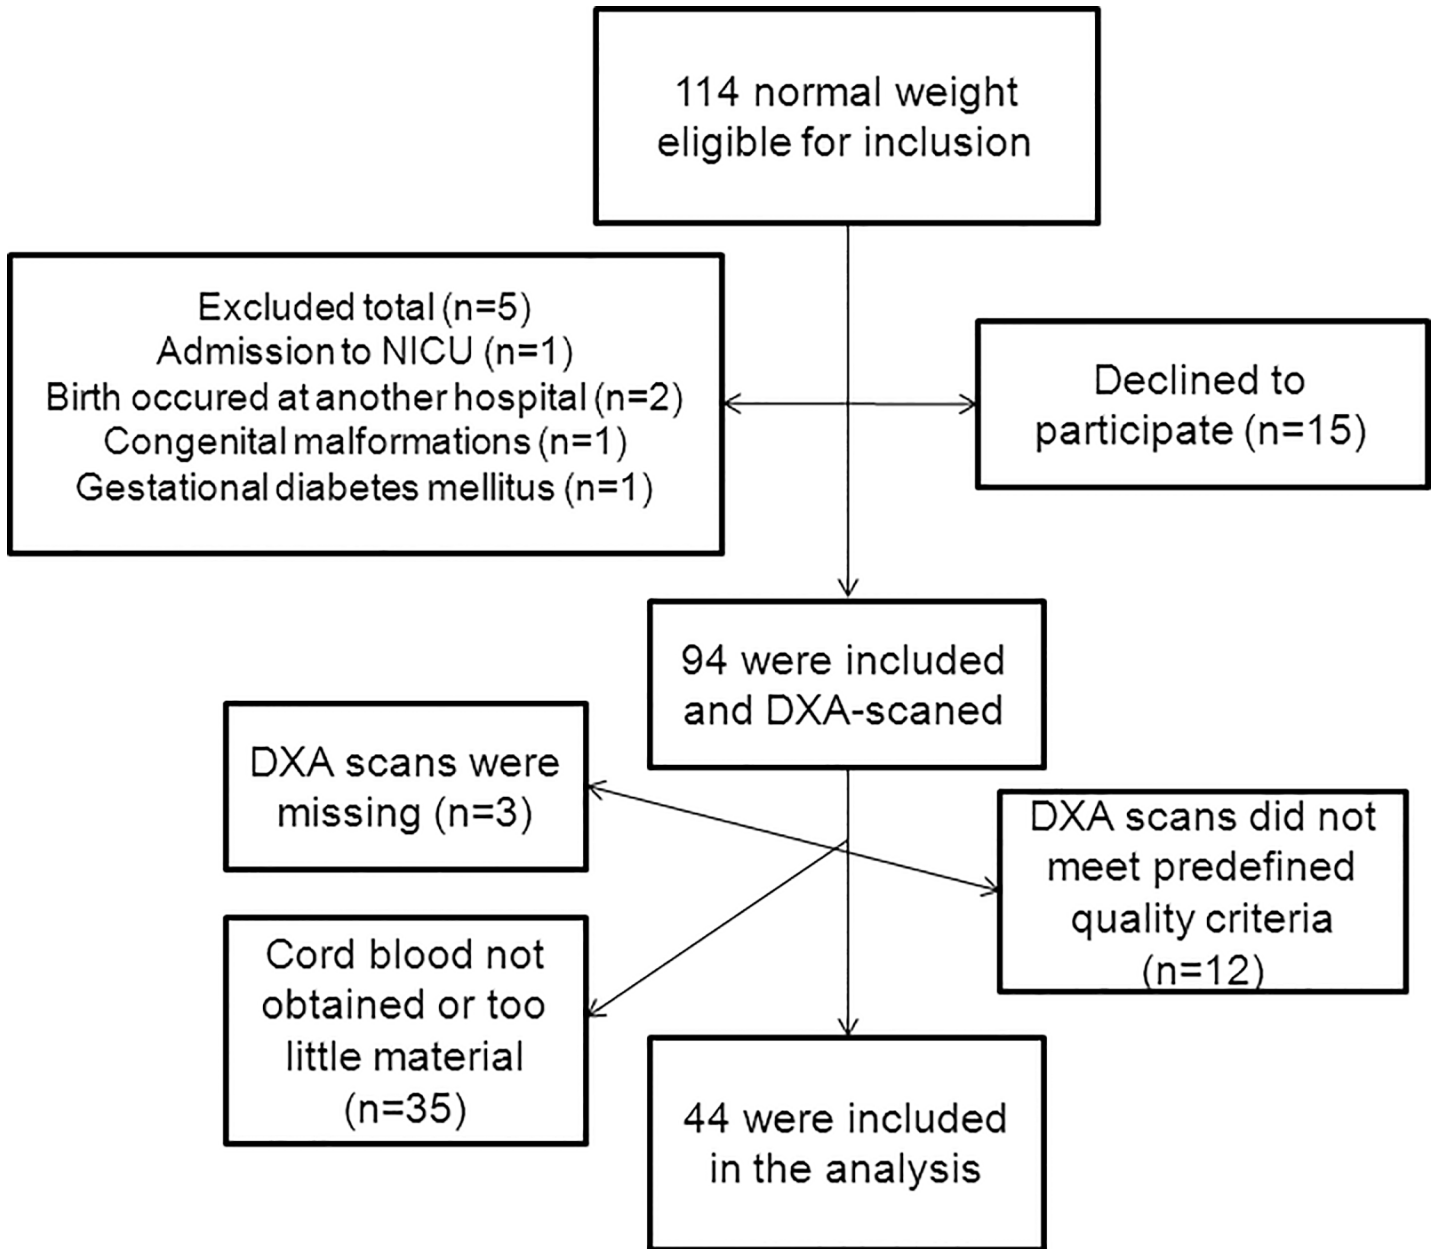 114 normal weight
eligible for inclusion
Excluded total (n=5)
Admission to NICU (n=1)
Birth occured at another hospital (n=2)
Congenital malformations (n=1)
Gestational diabetes mellitus (n=1)
Declined to
participate (n=15)
94 were included
and DXA-scaned
DXA scans were
missing (n=3)
DXA scans did not
meet predefined
quality criteria
(n=12)
Cord blood not
obtained or too
little material
(n=35)
44 were included
in the analysis